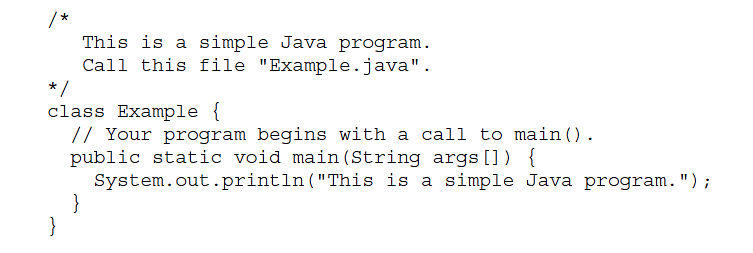 /*
   This is a simple Java program.
   Call this file "Example.java".
*/
class Example {
  // Your program begins with a call to main().
  public static void main(String args[]) {
    System.out.println("This is a simple Java program.");
  }
}